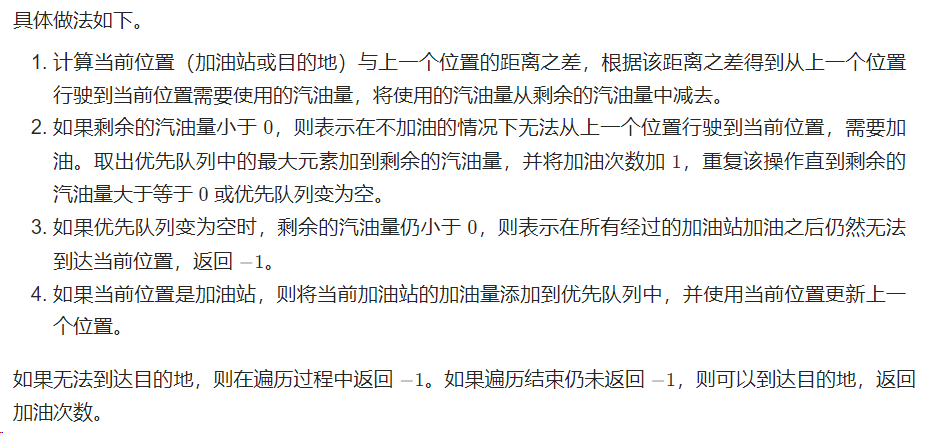 具体做法如下。
1. 计算当前位置（加油站或目的地）与上一个位置的距离之差，根据该距离之差得到从上一个位置
行驶到当前位置需要使用的汽油量，将使用的汽油量从剩余的汽油量中减去。
2. 如果剩余的汽油量小于 0，则表示在不加油的情况下无法从上一个位置行驶到当前位置，需要加
油。取出优先队列中的最大元素加到剩余的汽油量，并将加油次数加 1，重复该操作直到剩余的
汽油量大于等于 0 或优先队列变为空。
3. 如果优先队列变为空时，剩余的汽油量仍小于 0，则表示在所有经过的加油站加油之后仍然无法
到达当前位置，返回 −1。
4. 如果当前位置是加油站，则将当前加油站的加油量添加到优先队列中，并使用当前位置更新上一
个位置。
如果无法到达目的地，则在遍历过程中返回 −1。如果遍历结束仍未返回 −1，则可以到达目的地，返回
加油次数。